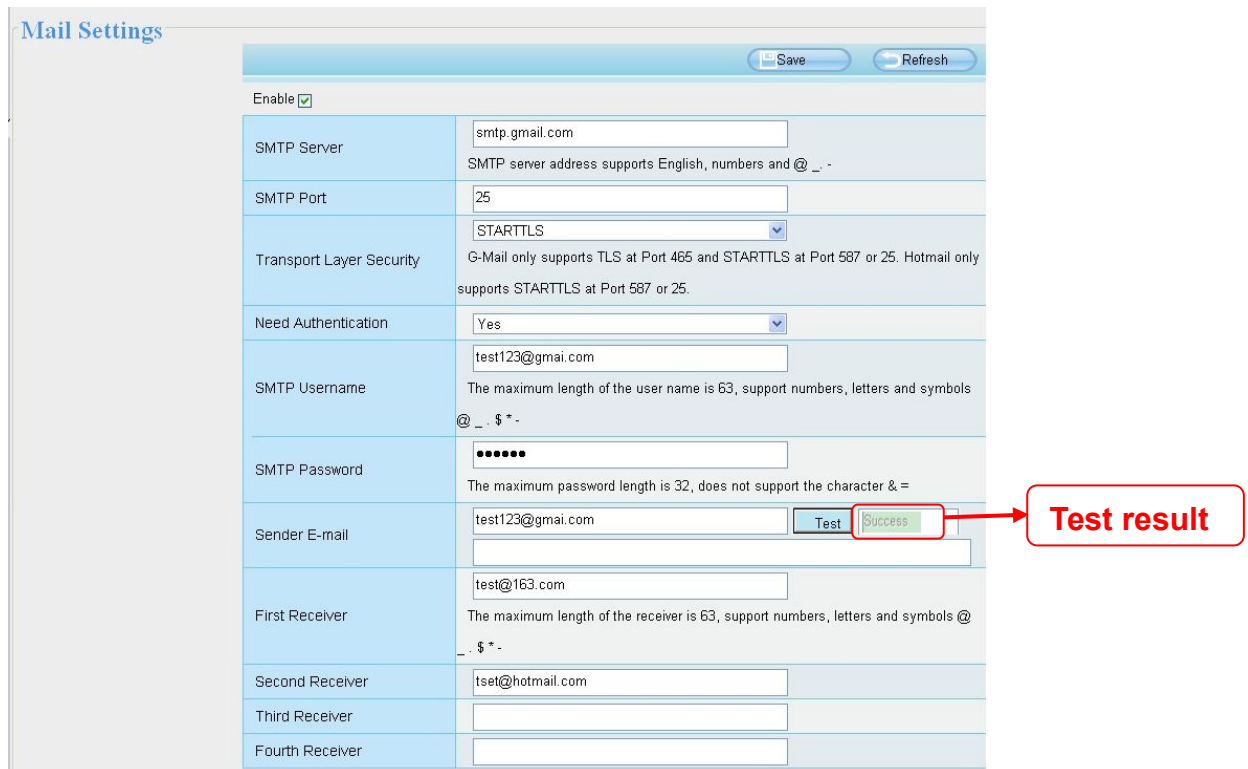 Mail Settings
Save Refresh
Enable
SMTP Server
smtp.gmail.com
SMTP server address supports English, numbers and @ _. -
SMTP Port
25
Transport Layer Security
STARTTLS
G-Mail only supports TLS at Port 465 and STARTTLS at Port 587 or 25. Hotmail only
supports STARTTLS at Port 587 or 25.
Need Authentication
Yes
SMTP Username
test123@gmai.com
The maximum length of the user name is 63, support numbers, letters and symbols
@ _ . $ * -
SMTP Password
••••••
The maximum password length is 32, does not support the character & =
Sender E-mail
test123@gmai.com Test Success
Test result
First Receiver
test@163.com
The maximum length of the receiver is 63, support numbers, letters and symbols @
_ . $ * -
Second Receiver
tset@hotmail.com
Third Receiver
Fourth Receiver